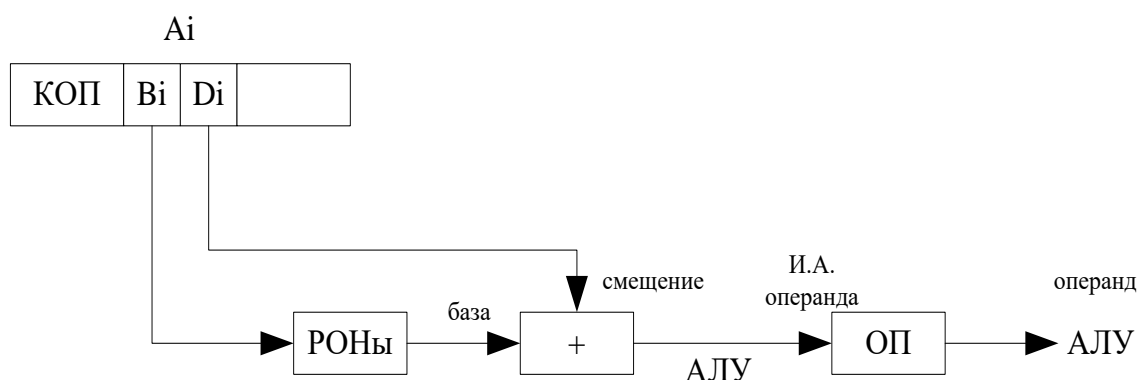 Ai
КОП Bi Di
И.А.
смещение операнда операнд
база
РОНы + ОП АЛУ
АЛУ